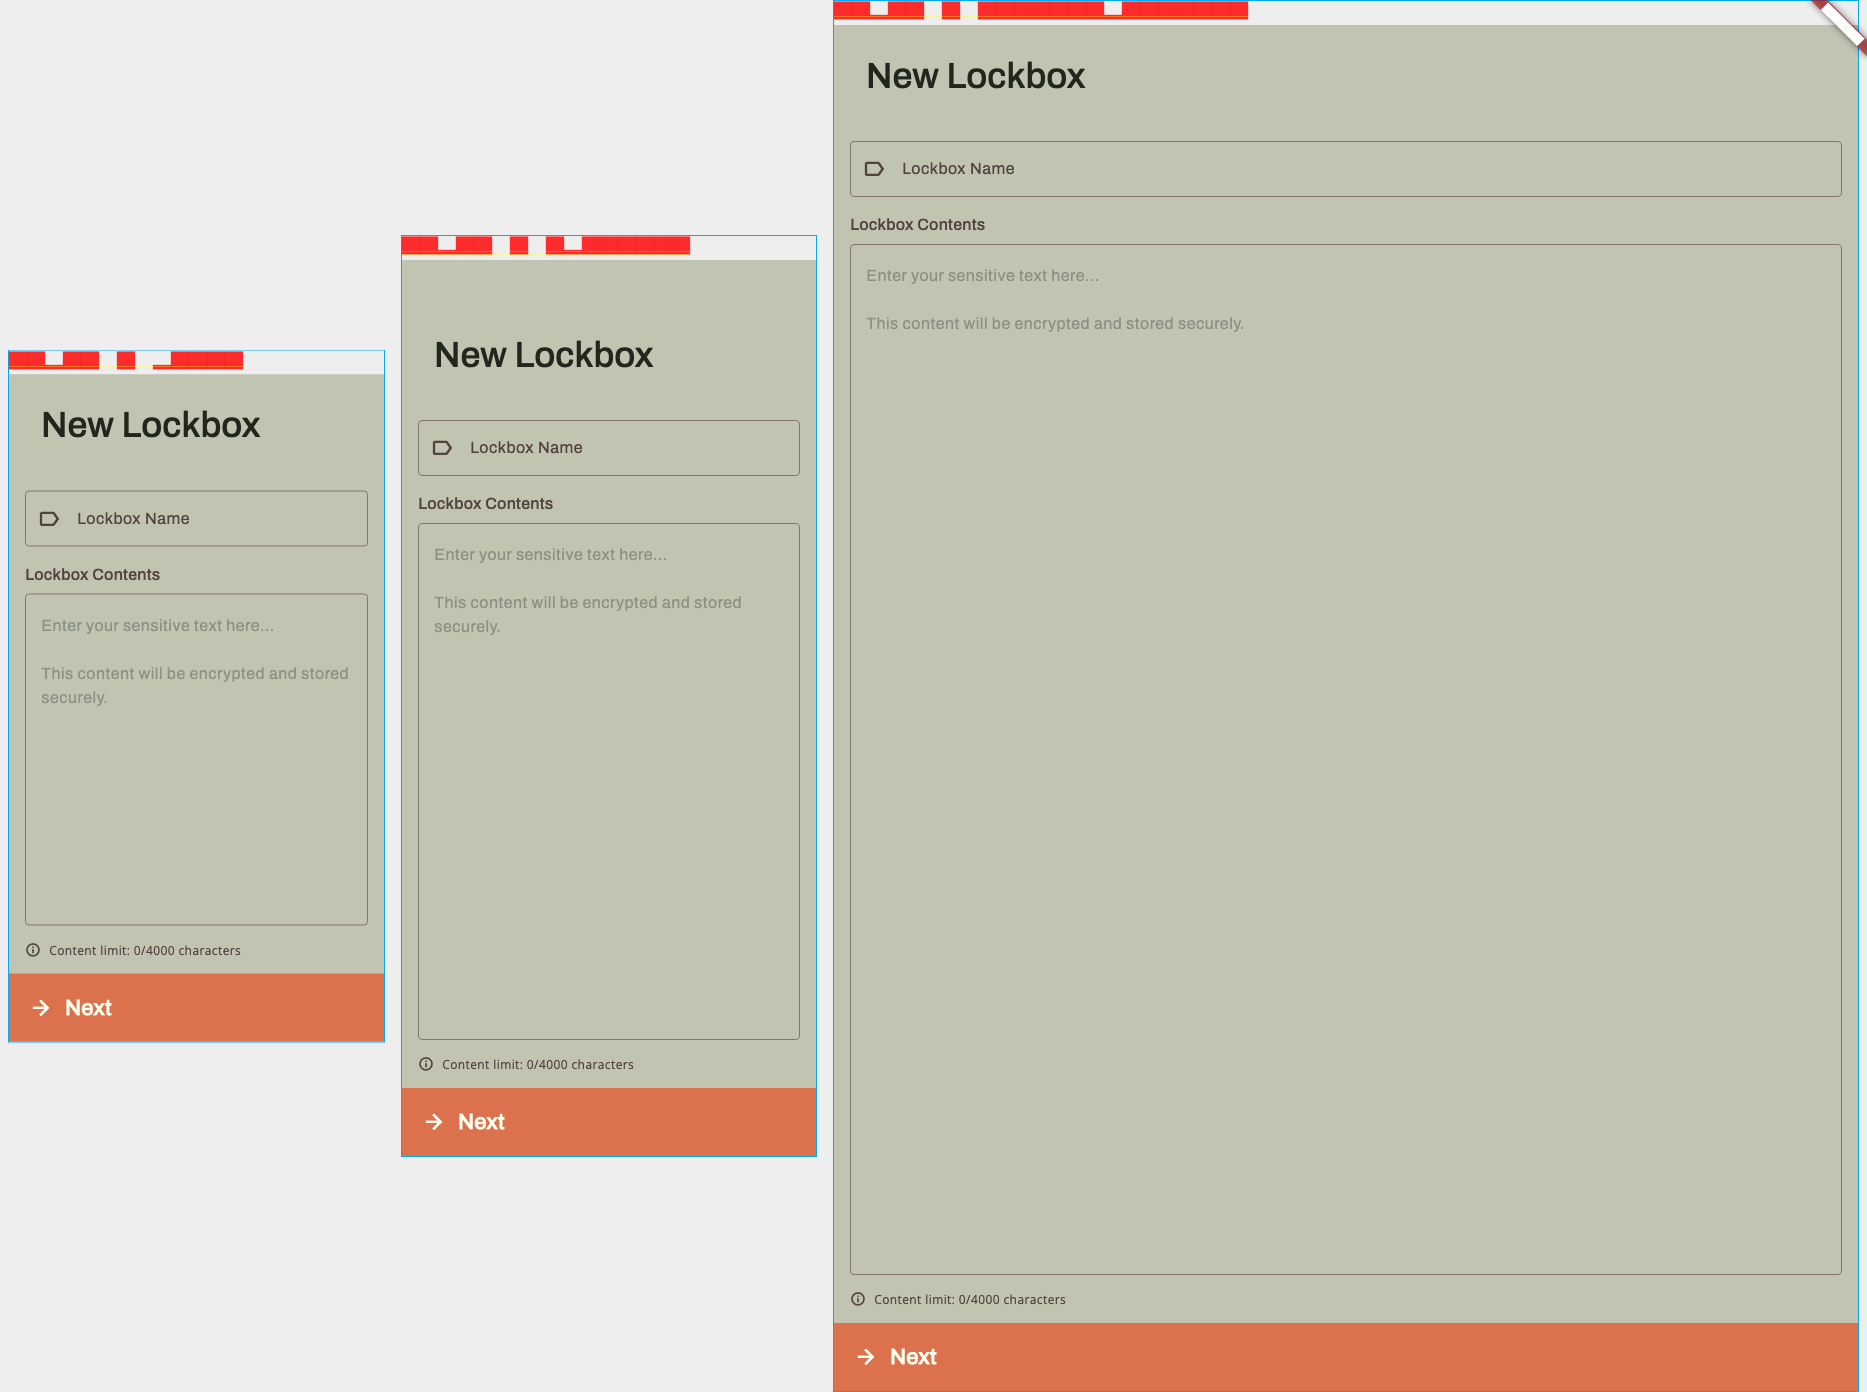 New Lockbox
Lockbox Name
Lockbox Contents
Enter your sensitive text here...
This content will be encrypted and stored
securely.
Content limit: 0/4000 characters
Next
New Lockbox
Lockbox Name
Lockbox Contents
Enter your sensitive text here...
This content will be encrypted and stored
securely.
Content limit: 0/4000 characters
Next
New Lockbox
Lockbox Name
Lockbox Contents
Enter your sensitive text here...
This content will be encrypted and stored securely.
Content limit: 0/4000 characters
Next